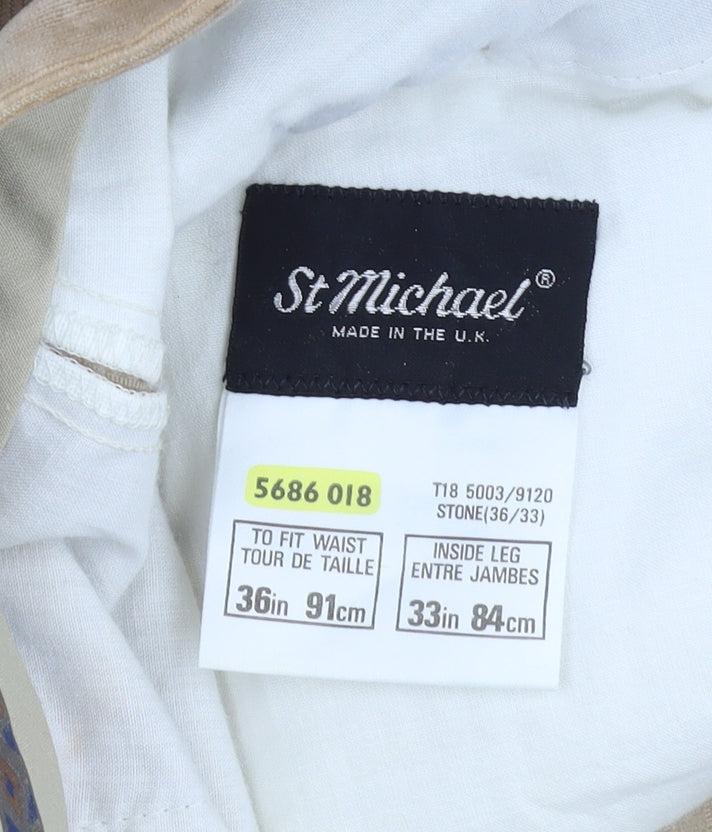 St Michael ®
MADE IN THE U.K.
5686 018
T18 5003/9120
STONE(36/33)
TO FIT WAIST
TOUR DE TAILLE
36in 91cm
INSIDE LEG
ENTRE JAMBES
33in 84cm